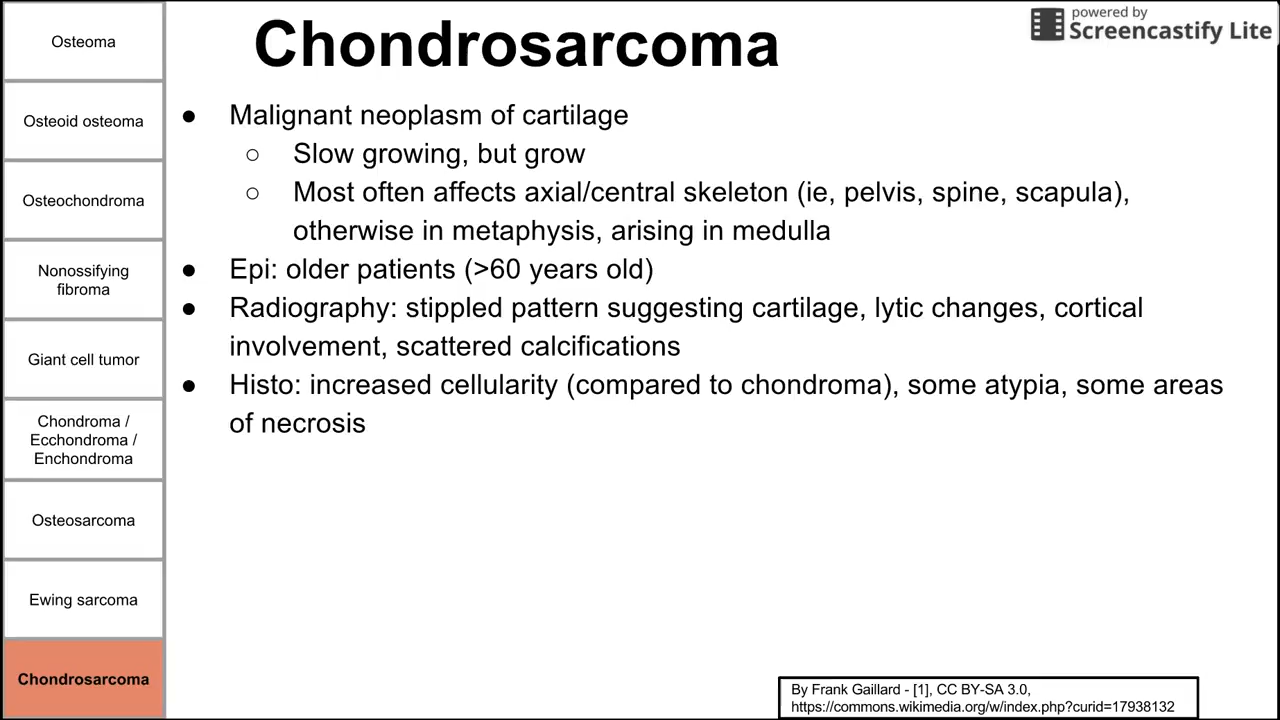 Chondrosarcoma
powered by
Screencastify Lite
Osteoma
Osteoid osteoma
Osteochondroma
Nonossifying
fibroma
Giant cell tumor
Chondroma /
Ecchondroma /
Enchondroma
Osteosarcoma
Ewing sarcoma
Chondrosarcoma
● Malignant neoplasm of cartilage
○ Slow growing, but grow
○ Most often affects axial/central skeleton (ie, pelvis, spine, scapula),
otherwise in metaphysis, arising in medulla
● Epi: older patients (>60 years old)
● Radiography: stippled pattern suggesting cartilage, lytic changes, cortical
involvement, scattered calcifications
● Histo: increased cellularity (compared to chondroma), some atypia, some areas
of necrosis
By Frank Gaillard - [1], CC BY-SA 3.0,
https://commons.wikimedia.org/w/index.php?curid=17938132